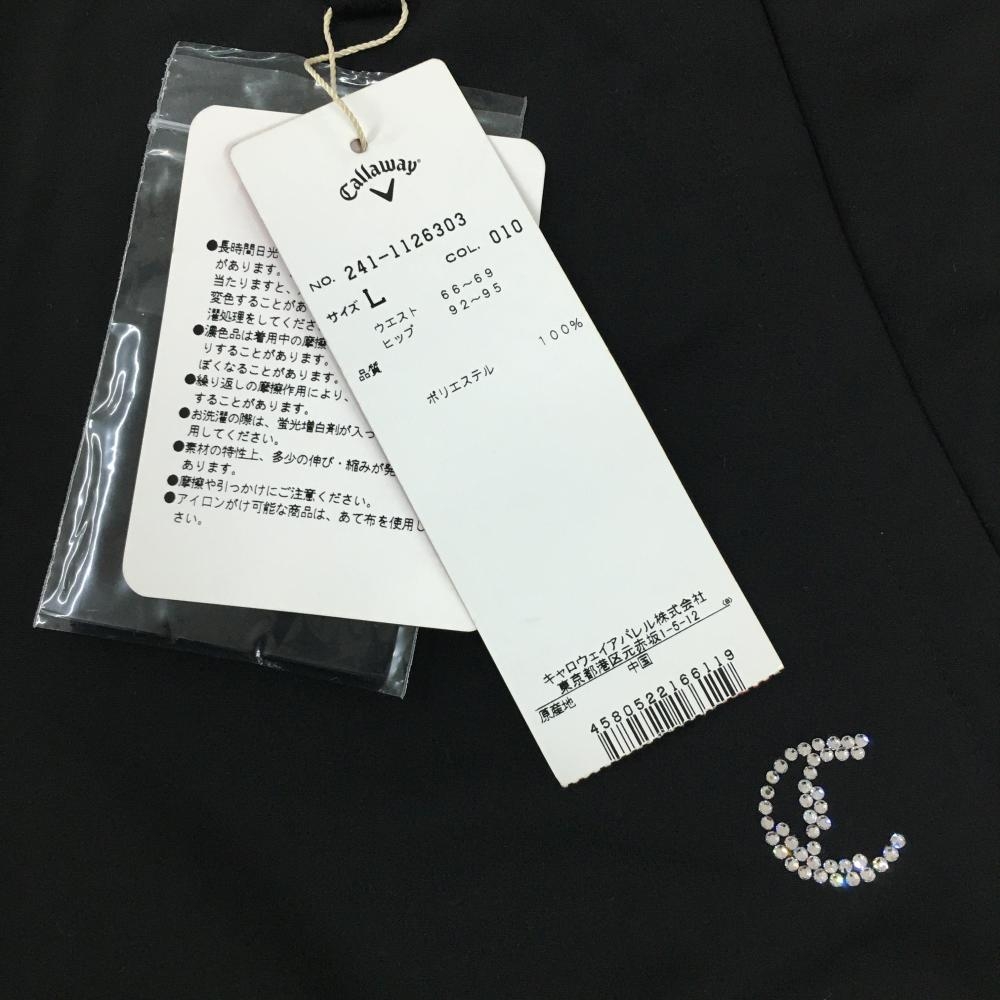 Callaway
NO. 241-1126303
COL. 010
サイズ L
ウエスト 66～69
ヒップ 92～95
品質
ポリエステル 100%
キャロウェイアパレル株式会社
東京都港区元赤坂1-5-12
原産地 中国
4580522166119
●長時間日光
があります。
当たりますと、
変色することがあ
濯処理をしてくださ
●濃色品は着用中の摩擦
りすることがあります。
ぽくなることがあります。
●繰り返しの摩擦作用により、
することがあります。
●お洗濯の際は、蛍光増白剤が入っ
用してください。
●素材の特性上、多少の伸び・縮みが発
あります。
●摩擦や引っかけにご注意ください。
●アイロンがけ可能な商品は、あて布を使用し
さい。